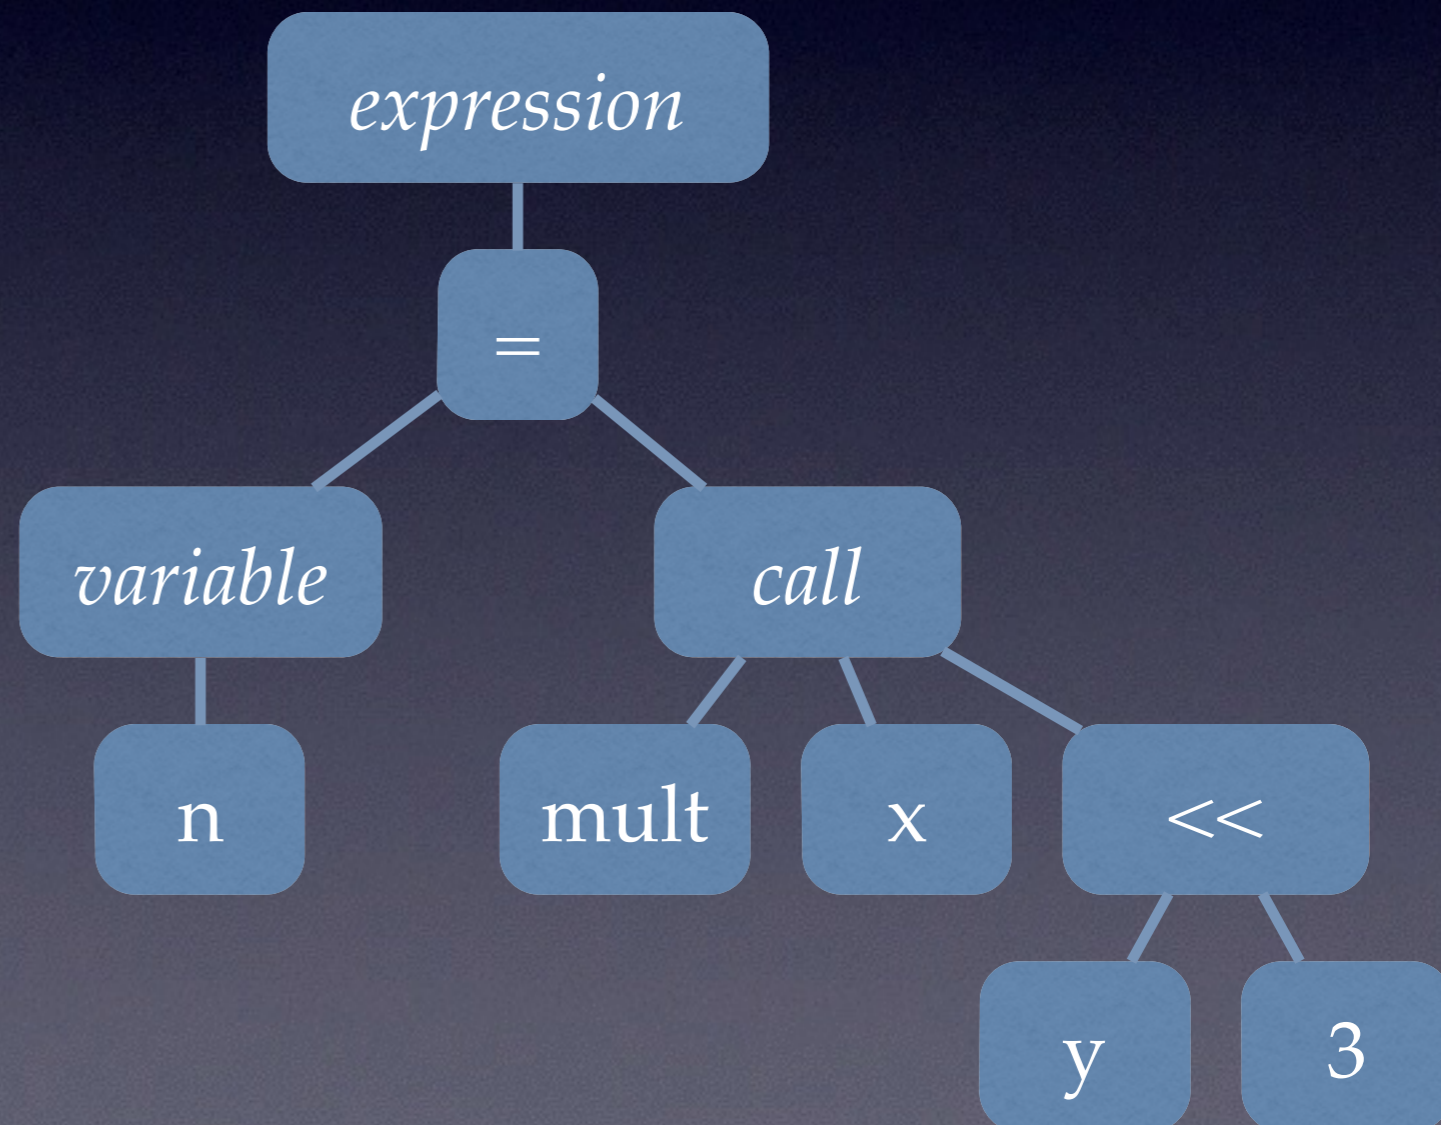 expression
=
variable
call
n
mult
x
<<
y
3